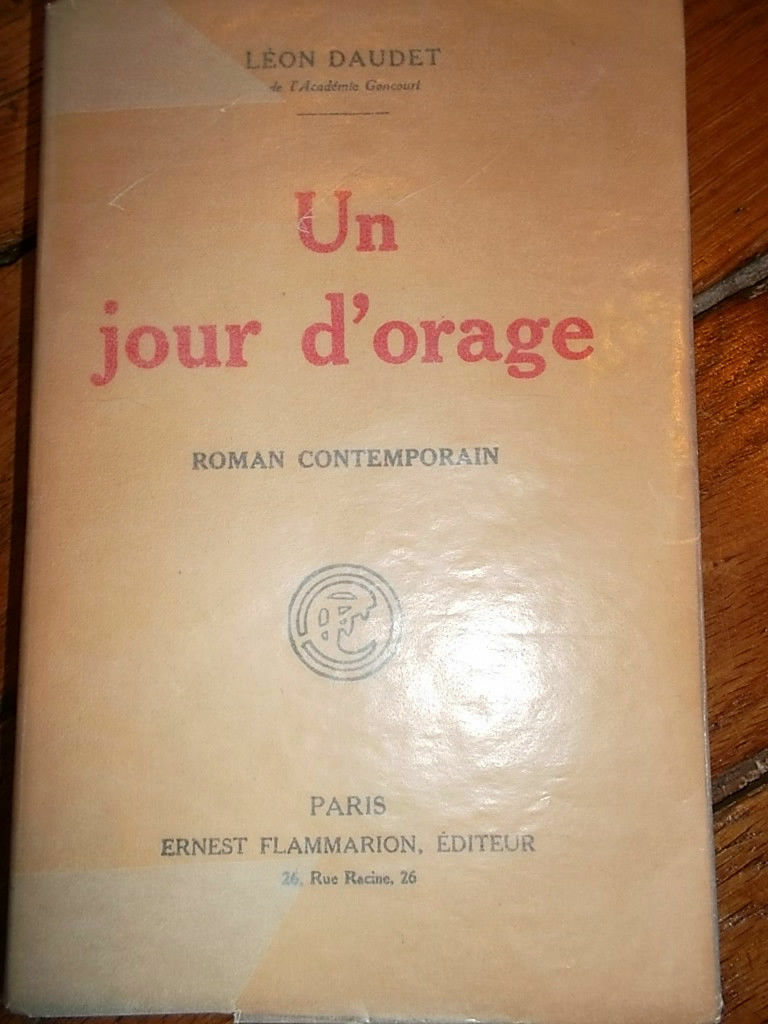 LÉON DAUDET
de l'Académie Goncourt
Un
jour d'orage
ROMAN CONTEMPORAIN
PARIS
ERNEST FLAMMARION, ÉDITEUR
26, Rue Racine, 26